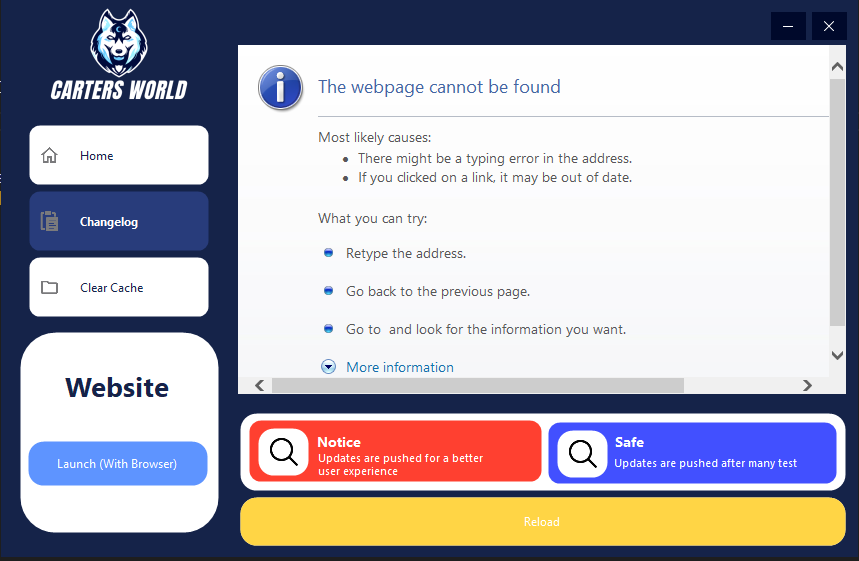 CARTERS WORLD
Home
Changelog
Clear Cache
Website
Launch (With Browser)
The webpage cannot be found
Most likely causes:
There might be a typing error in the address.
If you clicked on a link, it may be out of date.
What you can try:
Retype the address.
Go back to the previous page.
Go to  and look for the information you want.
More information
Notice
Updates are pushed for a better
user experience
Safe
Updates are pushed after many test
Reload